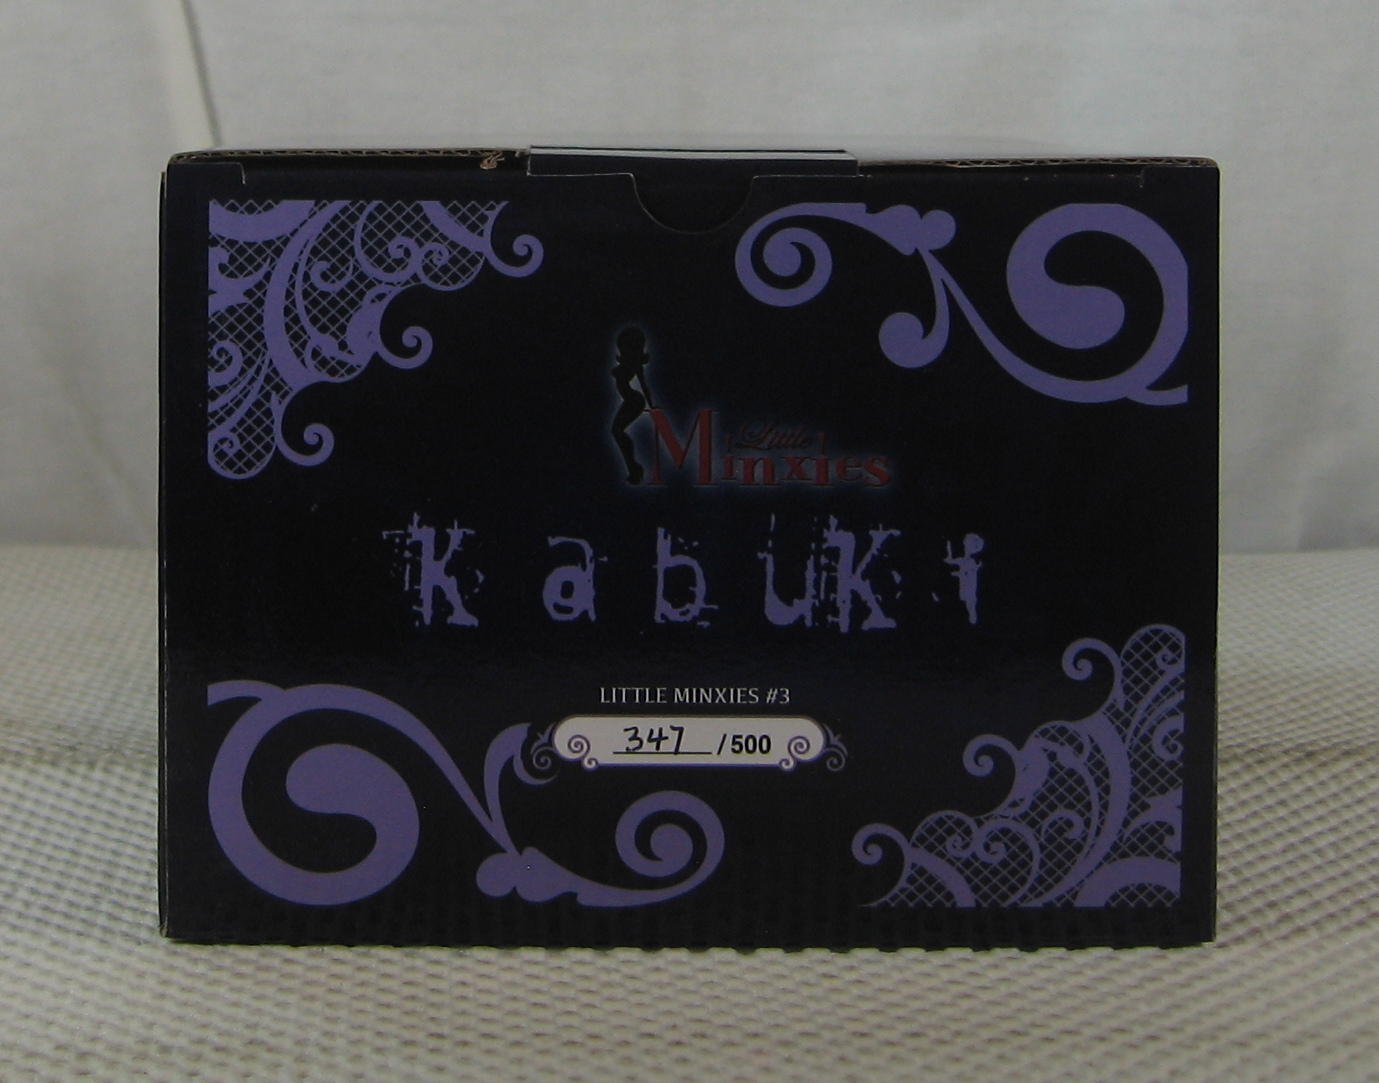 Little
Minxies
Kabuki
LITTLE MINXIES #3
347 / 500